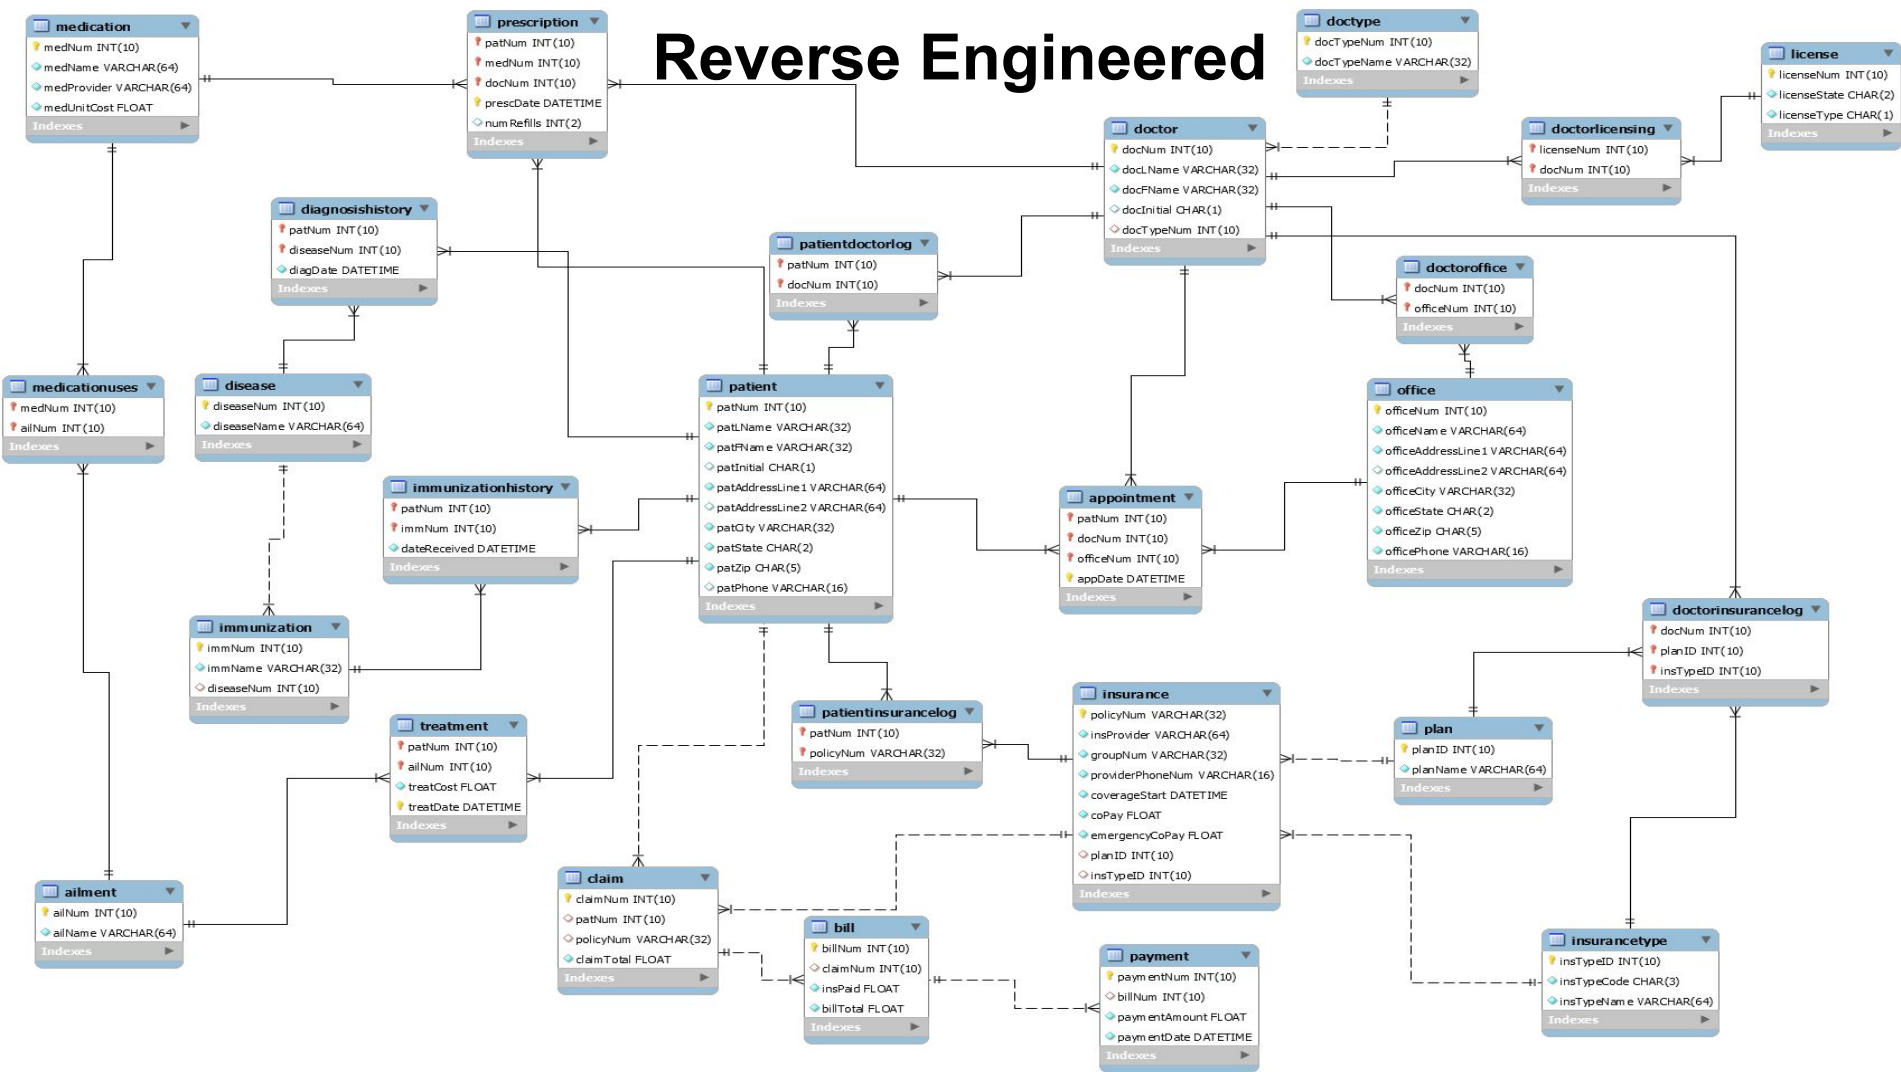 Reverse Engineered
medication
medNum INT(10)
medName VARCHAR(64)
medProvider VARCHAR(64)
medUnitCost FLOAT
Indexes
prescription
patNum INT(10)
medNum INT(10)
docNum INT(10)
prescDate DATETIME
numRefills INT(2)
Indexes
doctype
docTypeNum INT(10)
docTypeName VARCHAR(32)
Indexes
license
licenseNum INT(10)
licenseState CHAR(2)
licenseType CHAR(1)
Indexes
doctor
docNum INT(10)
docLName VARCHAR(32)
docFName VARCHAR(32)
docInitial CHAR(1)
docTypeNum INT(10)
Indexes
doctorlicensing
licenseNum INT(10)
docNum INT(10)
Indexes
diagnosishistory
patNum INT(10)
diseaseNum INT(10)
diagDate DATETIME
Indexes
patientdoctorlog
patNum INT(10)
docNum INT(10)
Indexes
doctoroffice
docNum INT(10)
officeNum INT(10)
Indexes
medicationuses
medNum INT(10)
ailNum INT(10)
Indexes
disease
diseaseNum INT(10)
diseaseName VARCHAR(64)
Indexes
patient
patNum INT(10)
patLName VARCHAR(32)
patFName VARCHAR(32)
patInitial CHAR(1)
patAddressLine1 VARCHAR(64)
patAddressLine2 VARCHAR(64)
patCity VARCHAR(32)
patState CHAR(2)
patZip CHAR(5)
patPhone VARCHAR(16)
Indexes
office
officeNum INT(10)
officeName VARCHAR(64)
officeAddressLine1 VARCHAR(64)
officeAddressLine2 VARCHAR(64)
officeCity VARCHAR(32)
officeState CHAR(2)
officeZip CHAR(5)
officePhone VARCHAR(16)
Indexes
immunizationhistory
patNum INT(10)
immNum INT(10)
dateReceived DATETIME
Indexes
appointment
patNum INT(10)
docNum INT(10)
officeNum INT(10)
appDate DATETIME
Indexes
immunization
immNum INT(10)
immName VARCHAR(32)
diseaseNum INT(10)
Indexes
doctorinsurancelog
docNum INT(10)
planID INT(10)
insTypeID INT(10)
Indexes
treatment
patNum INT(10)
ailNum INT(10)
treatCost FLOAT
treatDate DATETIME
Indexes
patientinsurancelog
patNum INT(10)
policyNum VARCHAR(32)
Indexes
insurance
policyNum VARCHAR(32)
insProvider VARCHAR(64)
groupNum VARCHAR(32)
providerPhoneNum VARCHAR(16)
coverageStart DATETIME
coPay FLOAT
emergencyCoPay FLOAT
planID INT(10)
insTypeID INT(10)
Indexes
plan
planID INT(10)
planName VARCHAR(64)
Indexes
ailment
ailNum INT(10)
ailName VARCHAR(64)
Indexes
claim
claimNum INT(10)
patNum INT(10)
policyNum VARCHAR(32)
claimTotal FLOAT
Indexes
bill
billNum INT(10)
claimNum INT(10)
insPaid FLOAT
billTotal FLOAT
Indexes
payment
paymentNum INT(10)
billNum INT(10)
paymentAmount FLOAT
paymentDate DATETIME
Indexes
insurancetype
insTypeID INT(10)
insTypeCode CHAR(3)
insTypeName VARCHAR(64)
Indexes